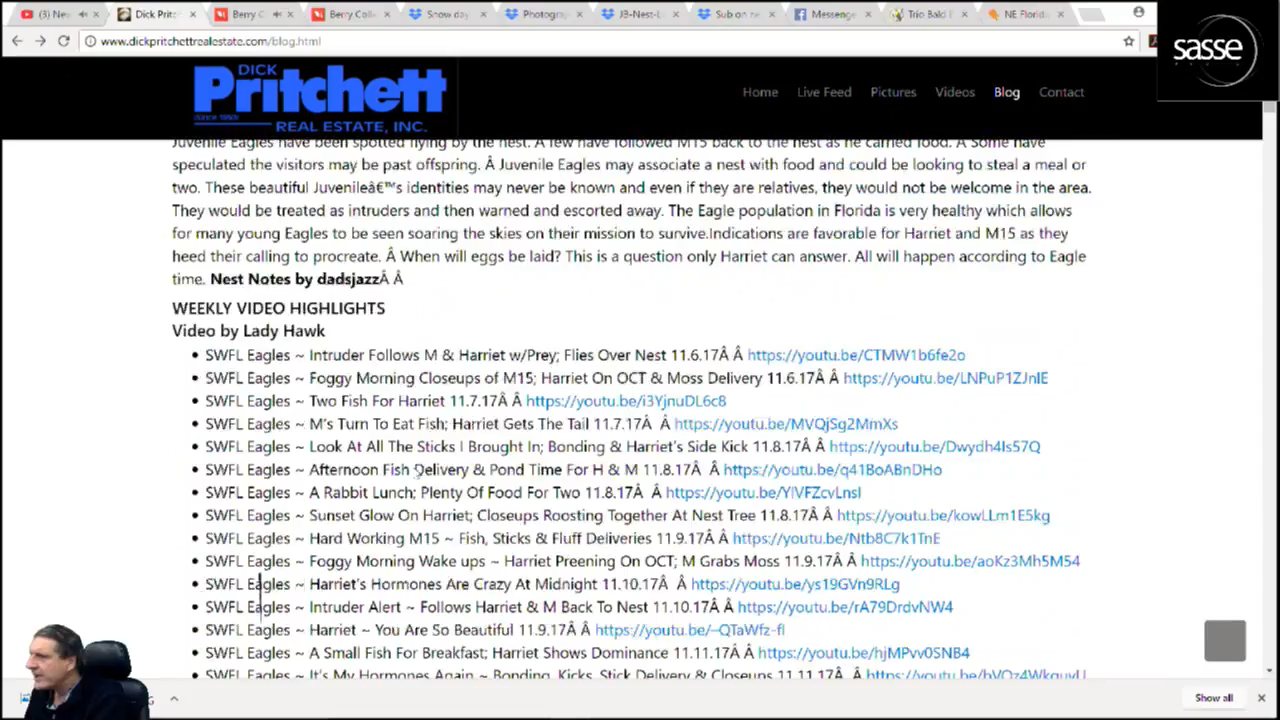 (3) Ne
Dick Prit
Berry C
Berry Coll
Snow day
Photograp
JB-Nest-L
Sub on ne
Messenge
Trio Bald E
NE Florida
www.dickpritchettrealestate.com/blog.html
sasse
DICK
Pritchett
REAL ESTATE, INC.
Home Live Feed Pictures Videos Blog Contact
Juvenile Eagles have been spotted flying by the nest. A few have followed M15 back to the nest as he carried food. Â Some have
speculated the visitors may be past offspring. Â Juvenile Eagles may associate a nest with food and could be looking to steal a meal or
two. These beautiful Juvenileâ€™s identities may never be known and even if they are relatives, they would not be welcome in the area.
They would be treated as intruders and then warned and escorted away. The Eagle population in Florida is very healthy which allows
for many young Eagles to be seen soaring the skies on their mission to survive.Indications are favorable for Harriet and M15 as they
heed their calling to procreate. Â When will eggs be laid? This is a question only Harriet can answer. All will happen according to Eagle
time. Nest Notes by dadsjazzÂ Â
WEEKLY VIDEO HIGHLIGHTS
Video by Lady Hawk
• SWFL Eagles ~ Intruder Follows M & Harriet w/Prey; Flies Over Nest 11.6.17Â Â https://youtu.be/CTMW1b6fe2o
• SWFL Eagles ~ Foggy Morning Closeups of M15; Harriet On OCT & Moss Delivery 11.6.17Â Â https://youtu.be/LNPuP1ZJnlE
• SWFL Eagles ~ Two Fish For Harriet 11.7.17Â Â https://youtu.be/i3YjnuDL6c8
• SWFL Eagles ~ M's Turn To Eat Fish; Harriet Gets The Tail 11.7.17Â Â https://youtu.be/MVQjSg2MmXs
• SWFL Eagles ~ Look At All The Sticks I Brought In; Bonding & Harriet's Side Kick 11.8.17Â Â https://youtu.be/Dwydh4Is57Q
• SWFL Eagles ~ Afternoon Fish Delivery & Pond Time For H & M 11.8.17Â Â https://youtu.be/q41BoABnDHo
• SWFL Eagles ~ A Rabbit Lunch; Plenty Of Food For Two 11.8.17Â Â https://youtu.be/YlVFZcvLnsI
• SWFL Eagles ~ Sunset Glow On Harriet; Closeups Roosting Together At Nest Tree 11.8.17Â Â https://youtu.be/kowLLm1E5kg
• SWFL Eagles ~ Hard Working M15 ~ Fish, Sticks & Fluff Deliveries 11.9.17Â Â https://youtu.be/Ntb8C7k1TnE
• SWFL Eagles ~ Foggy Morning Wake ups ~ Harriet Preening On OCT; M Grabs Moss 11.9.17Â Â https://youtu.be/aoKz3Mh5M54
• SWFL Eagles ~ Harriet's Hormones Are Crazy At Midnight 11.10.17Â Â https://youtu.be/ys19GVn9RLg
• SWFL Eagles ~ Intruder Alert ~ Follows Harriet & M Back To Nest 11.10.17Â Â https://youtu.be/rA79DrdvNW4
• SWFL Eagles ~ Harriet ~ You Are So Beautiful 11.9.17Â Â https://youtu.be/–QTaWfz-fI
• SWFL Eagles ~ A Small Fish For Breakfast; Harriet Shows Dominance 11.11.17Â Â https://youtu.be/hjMPvv0SNB4
• SWFL Eagles ~ It's My Hormones Again ~ Bonding, Kicks, Stick Delivery & Closeups 11.11.17Â Â
Show all